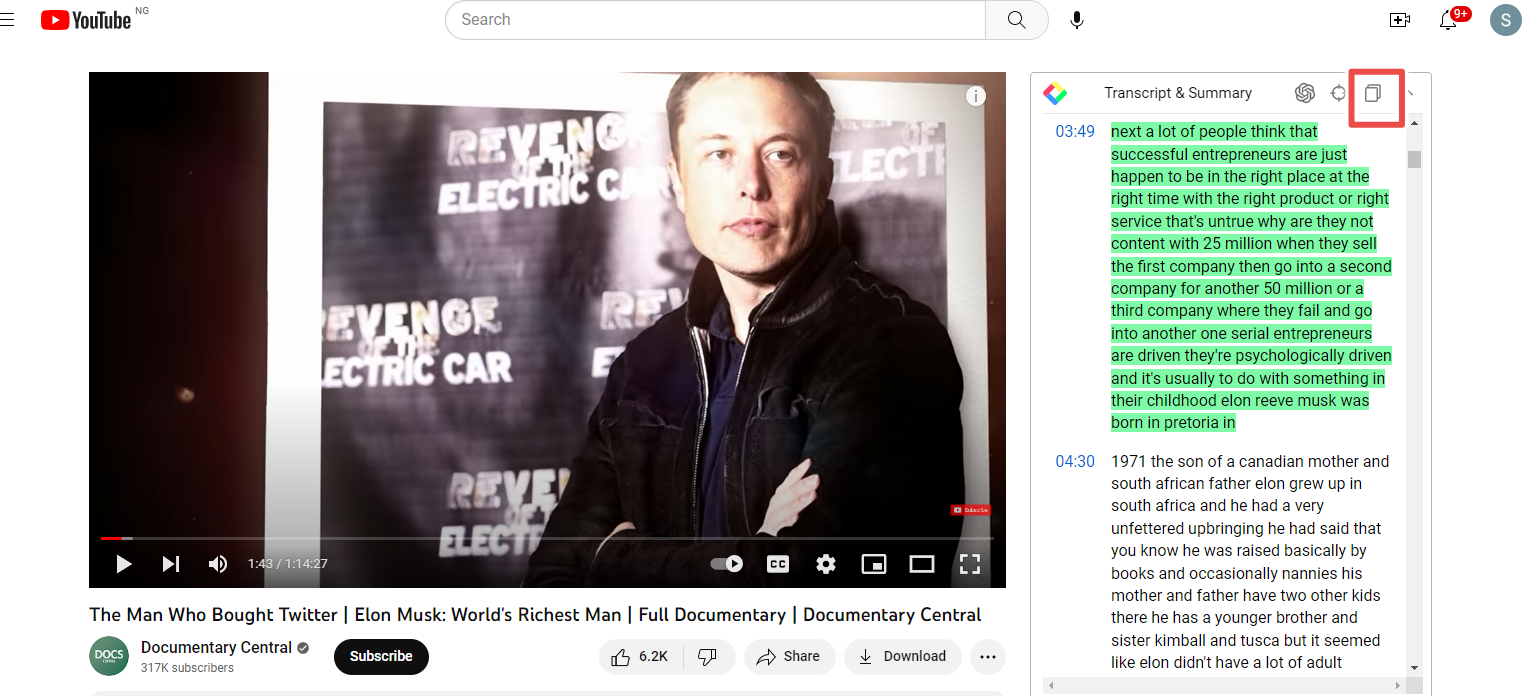 YouTube NG
Search
9+
S
REVENGE
OF THE
ELECTRIC CAR
OF
ELECTR
REVENGE
OF THE
ELECTRIC CAR
REV
E
REVE
OF
ELECT
Subscribe
1:43 / 1:14:27
CC
The Man Who Bought Twitter | Elon Musk: World's Richest Man | Full Documentary | Documentary Central
DOCS
CENTRAL
Documentary Central
317K subscribers
Subscribe
6.2K
Share
Download
Transcript & Summary
03:49
next a lot of people think that
successful entrepreneurs are just
happen to be in the right place at the
right time with the right product or right
service that's untrue why are they not
content with 25 million when they sell
the first company then go into a second
company for another 50 million or a
third company where they fail and go
into another one serial entrepreneurs
are driven they're psychologically driven
and it's usually to do with something in
their childhood elon reeve musk was
born in pretoria in
04:30
1971 the son of a canadian mother and
south african father elon grew up in
south africa and he had a very
unfettered upbringing he had said that
you know he was raised basically by
books and occasionally nannies his
mother and father have two other kids
there he has a younger brother and
sister kimball and tusca but it seemed
like elon didn't have a lot of adult